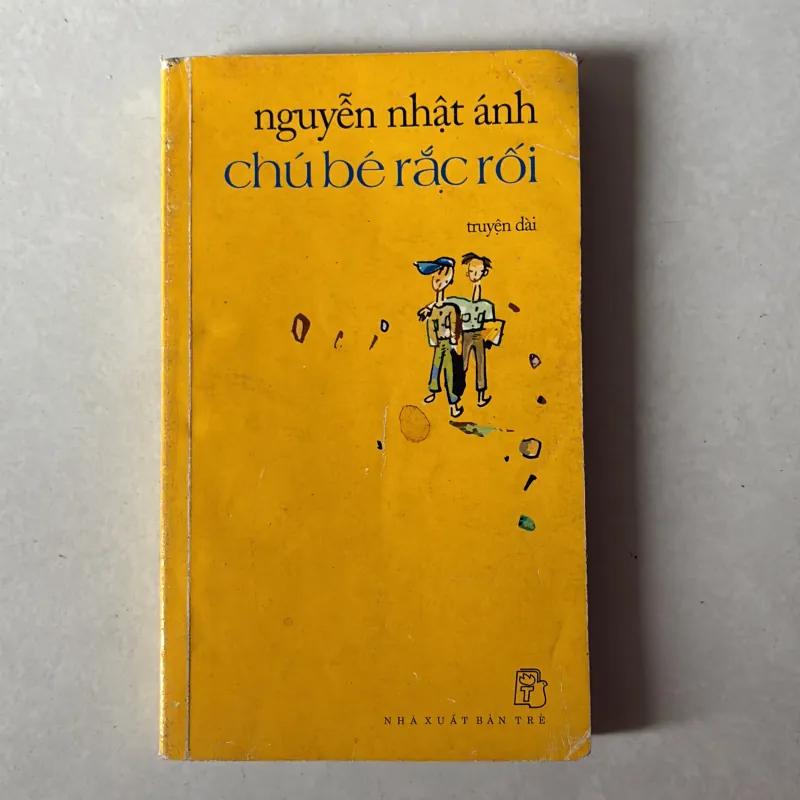 nguyễn nhật ánh
chú bé rắc rối
truyện dài
T
NHÀ XUẤT BẢN TRẺ